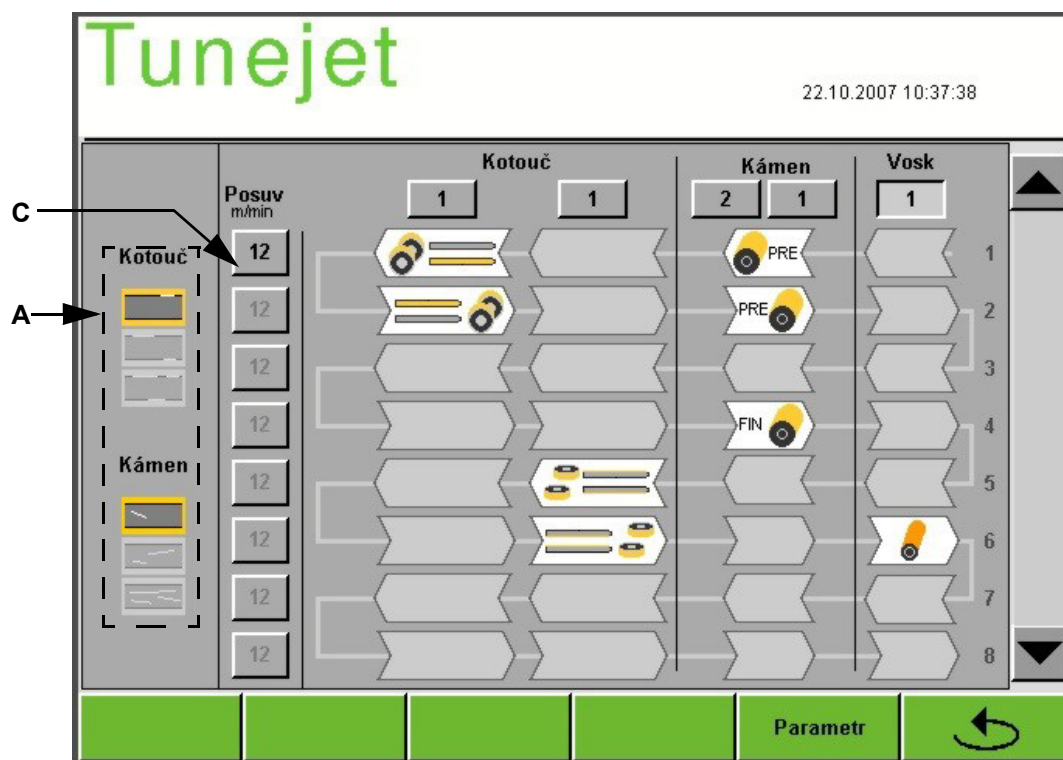 Tunejet
22.10.2007 10:37:38
Kotouč Kámen Vosk
Posuv
m/min
1 1 2 1 1
C
A
Kotouč
12 PRE 1
12 PRE 2
12 3
12 FIN 4
Kámen
12 5
12 6
12 7
12 8
Parametr